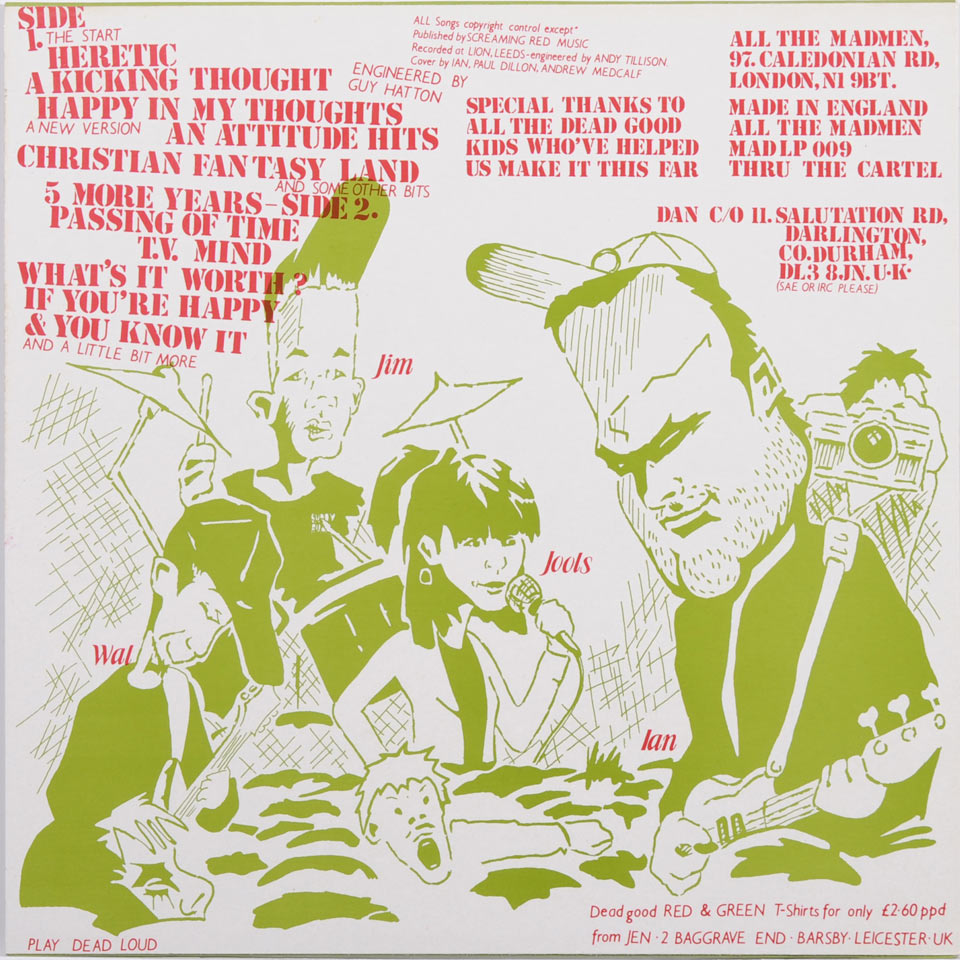 SIDE
1. THE START
HERETIC
A KICKING THOUGHT
HAPPY IN MY THOUGHTS
A NEW VERSION AN ATTITUDE HITS
CHRISTIAN FANTASY LAND
AND SOME OTHER BITS
5 MORE YEARS-SIDE 2.
PASSING OF TIME
T.V. MIND
WHAT'S IT WORTH?
IF YOU'RE HAPPY
& YOU KNOW IT
AND A LITTLE BIT MORE
ENGINEERED BY
GUY HATTON
ALL Songs copyright control except*
Published by SCREAMING RED MUSIC
Recorded at LION, LEEDS-engineered by ANDY TILLISON.
Cover by IAN, PAUL DILLON, ANDREW MEDCALF
SPECIAL THANKS TO
ALL THE DEAD GOOD
KIDS WHO'VE HELPED
US MAKE IT THIS FAR
ALL THE MADMEN,
97. CALEDONIAN RD,
LONDON, N1 9BT.
MADE IN ENGLAND
ALL THE MADMEN
MAD LP 009
THRU THE CARTEL
DAN C/O 11. SALUTATION RD,
DARLINGTON,
CO. DURHAM,
DL3 8JN. U·K·
(SAE OR IRC PLEASE)
Jim
Joots
Wal
Ian
PLAY DEAD LOUD
Dead good RED & GREEN T-Shirts for only £2·60 ppd
from JEN · 2 BAGGRAVE END · BARSBY · LEICESTER · UK